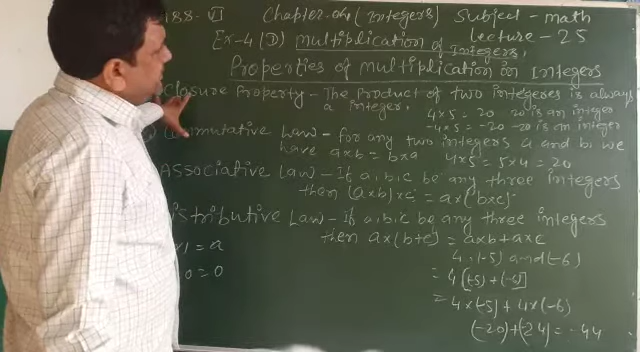 188-VI Chapter-04 (Integers) Subject-math
Ex-4(D) Multiplication of Integers. Lecture-25
Properties of multiplication on Integers
Closure Property - The Product of two integeres is always
a integer. 4×5=20 20 is an integer
-4×5=-20 -20 is an integer
Commutative Law - for any two integers a and b, we
have a×b=b×a 4×5=5×4=20
Associative Law - If a,b,c be any three Integers
then (a×b)×c=a×(b×c).
istributive Law - If a,b,c be any three integers
then a×(b+c)=a×b+a×c
×1=a
0=0
4,(-5) and (-6)
=4[(-5)+(-6)]
=4×(-5)+4×(-6)
(-20)+(-24)=-44